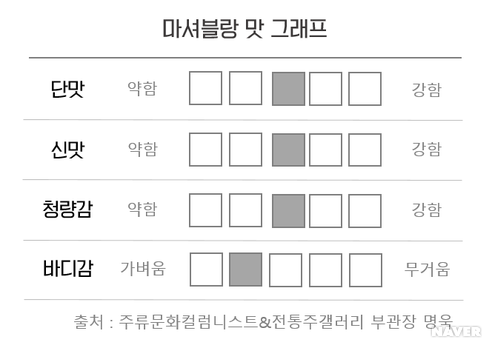 마셔블랑 맛 그래프
단맛 약함 강함
신맛 약함 강함
청량감 약함 강함
바디감 가벼움 무거움
출처 : 주류문화컬럼니스트&전통주갤러리 부관장 명욱
NAVER